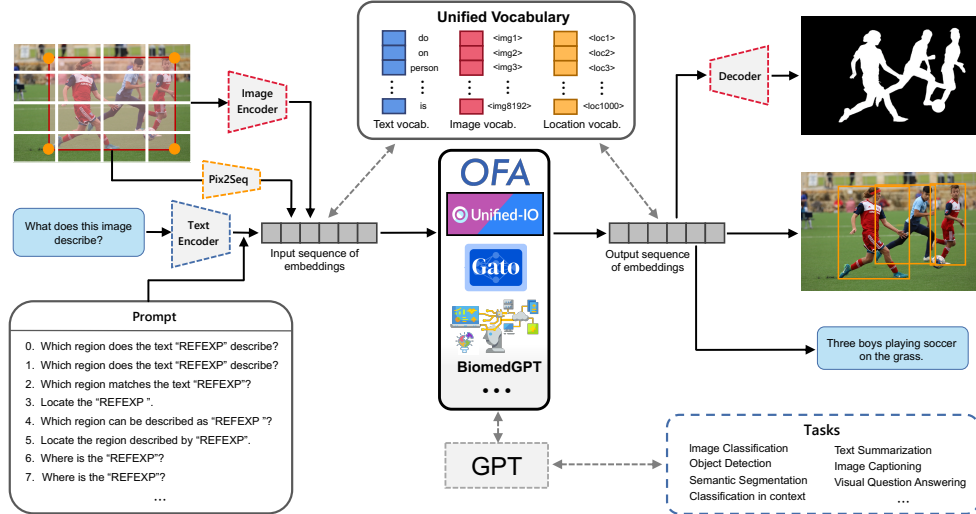 Unified Vocabulary
do
on
person
is
Text vocab.
<img1>
<img2>
<img3>
<img8192>
Image vocab.
<loc1>
<loc2>
<loc3>
<loc1000>
Location vocab.
Image
Encoder
Pix2Seq
What does this image
describe?
Text
Encoder
Input sequence of
embeddings
OFA
Unified-IO
Gato
BiomedGPT
...
Output sequence
of embeddings
Decoder
Three boys playing soccer
on the grass.
Prompt
0. Which region does the text “REFEXP” describe?
1. Which region does the text “REFEXP” describe?
2. Which region matches the text “REFEXP”?
3. Locate the “REFEXP ”.
4. Which region can be described as “REFEXP ”?
5. Locate the region described by “REFEXP”.
6. Where is the “REFEXP”?
7. Where is the “REFEXP”?
...
GPT
Tasks
Image Classification
Object Detection
Semantic Segmentation
Classification in context
Text Summarization
Image Captioning
Visual Question Answering
...